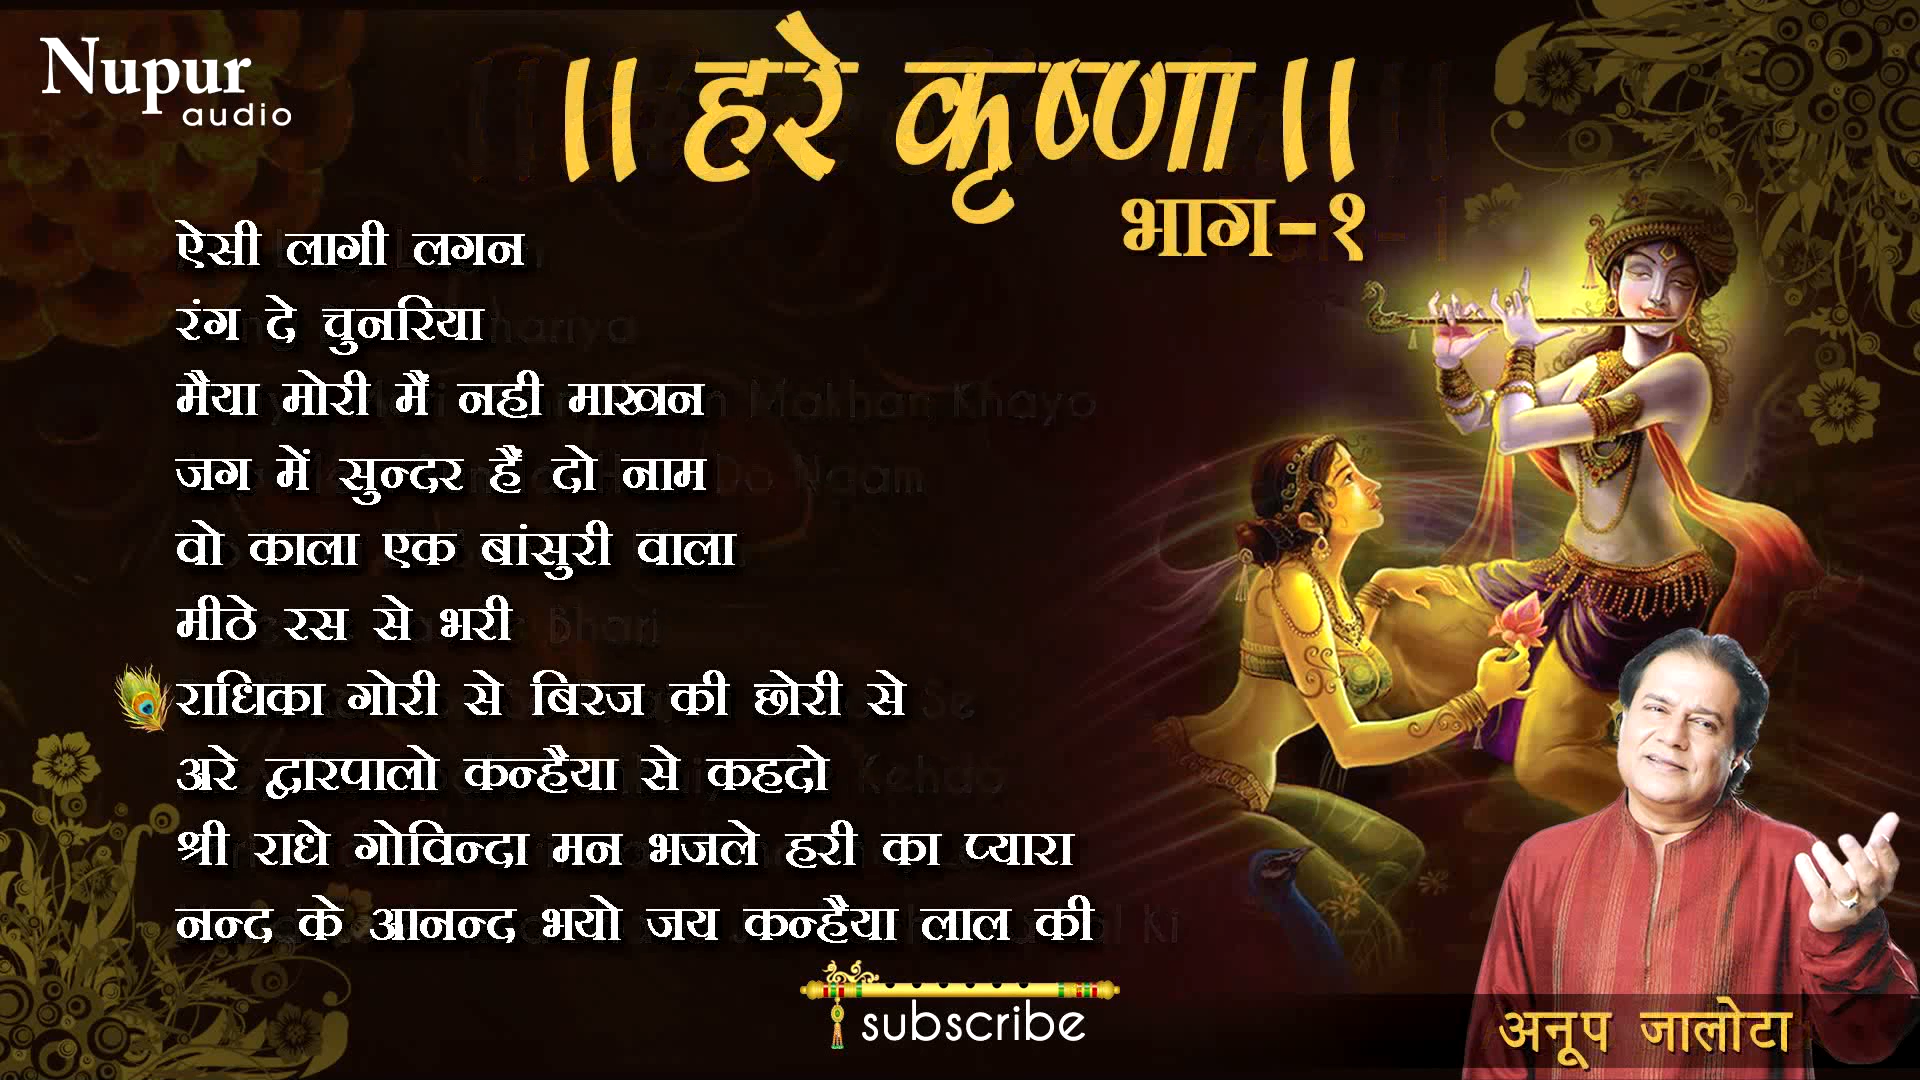 Nupur
audio
।। हरे कृष्णा ।।
भाग-१
ऐसी लागी लगन
रंग दे चुनरिया
मैया मोरी मैं नही माखन
जग में सुन्दर हैं दो नाम
वो काला एक बांसुरी वाला
मीठे रस से भरी
राधिका गोरी से बिरज की छोरी से
अरे द्वारपालो कन्हैया से कहदो
श्री राधे गोविन्दा मन भजले हरी का प्यारा
नन्द के आनन्द भयो जय कन्हैया लाल की
subscribe
अनूप जालोटा